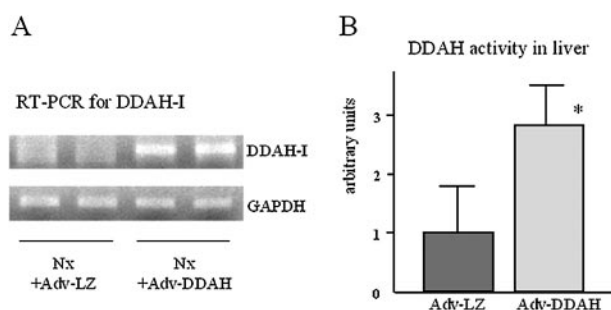 A
RT-PCR for DDAH-I
DDAH-I
GAPDH
Nx
+Adv-LZ
Nx
+Adv-DDAH
B
DDAH activity in liver
arbitrary units
3
2
1
0
*
Adv-LZ
Adv-DDAH